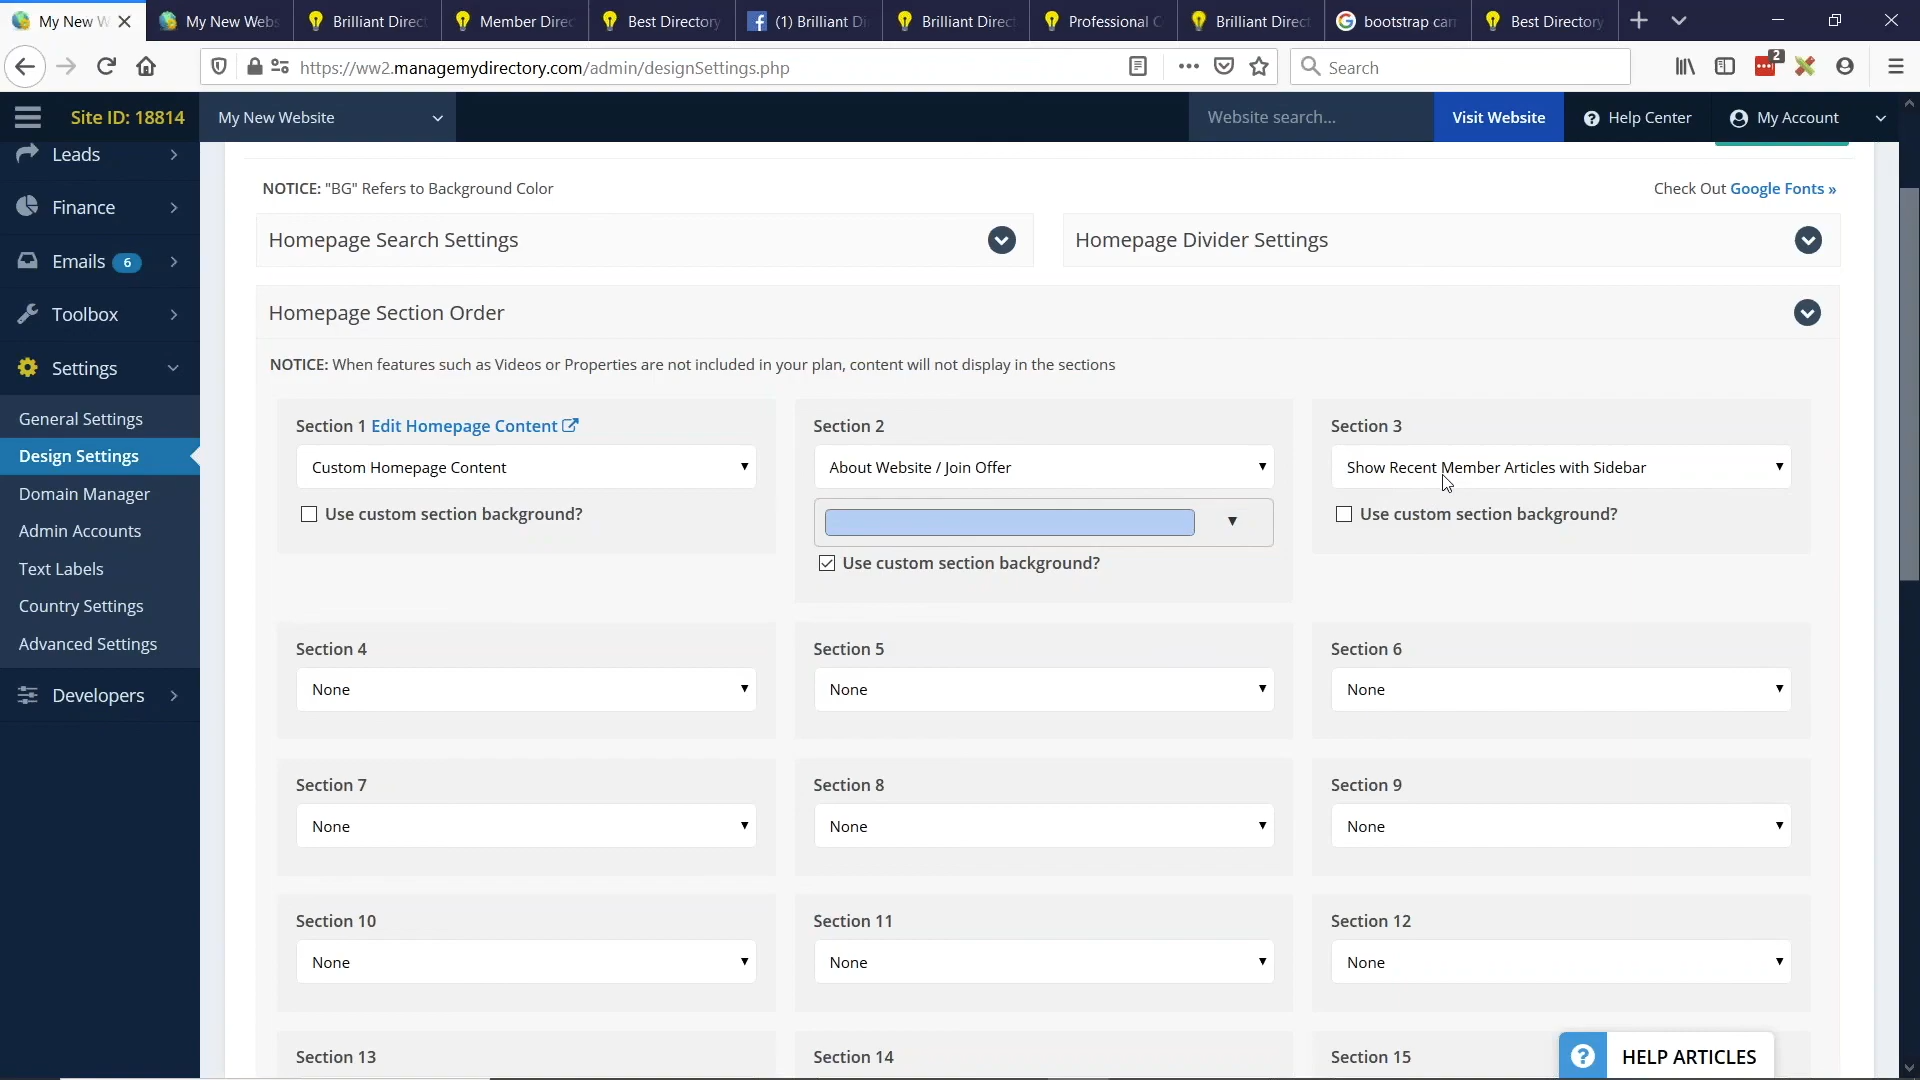 My New W
My New Webs
Brilliant Direct
Member Direc
Best Directory
(1) Brilliant Di
Brilliant Direct
Professional C
Brilliant Direct
bootstrap car
Best Directory
https://ww2.managemydirectory.com/admin/designSettings.php
Search
2
Site ID: 18814
My New Website
Website search...
Visit Website
Help Center
My Account
Leads
Finance
Emails 6
Toolbox
Settings
General Settings
Design Settings
Domain Manager
Admin Accounts
Text Labels
Country Settings
Advanced Settings
Developers
NOTICE: "BG" Refers to Background Color
Check Out Google Fonts »
Homepage Search Settings
Homepage Divider Settings
Homepage Section Order
NOTICE: When features such as Videos or Properties are not included in your plan, content will not display in the sections
Section 1 Edit Homepage Content
Custom Homepage Content
Use custom section background?
Section 2
About Website / Join Offer
Use custom section background?
Section 3
Show Recent Member Articles with Sidebar
Use custom section background?
Section 4
None
Section 5
None
Section 6
None
Section 7
None
Section 8
None
Section 9
None
Section 10
None
Section 11
None
Section 12
None
Section 13
Section 14
Section 15
? HELP ARTICLES